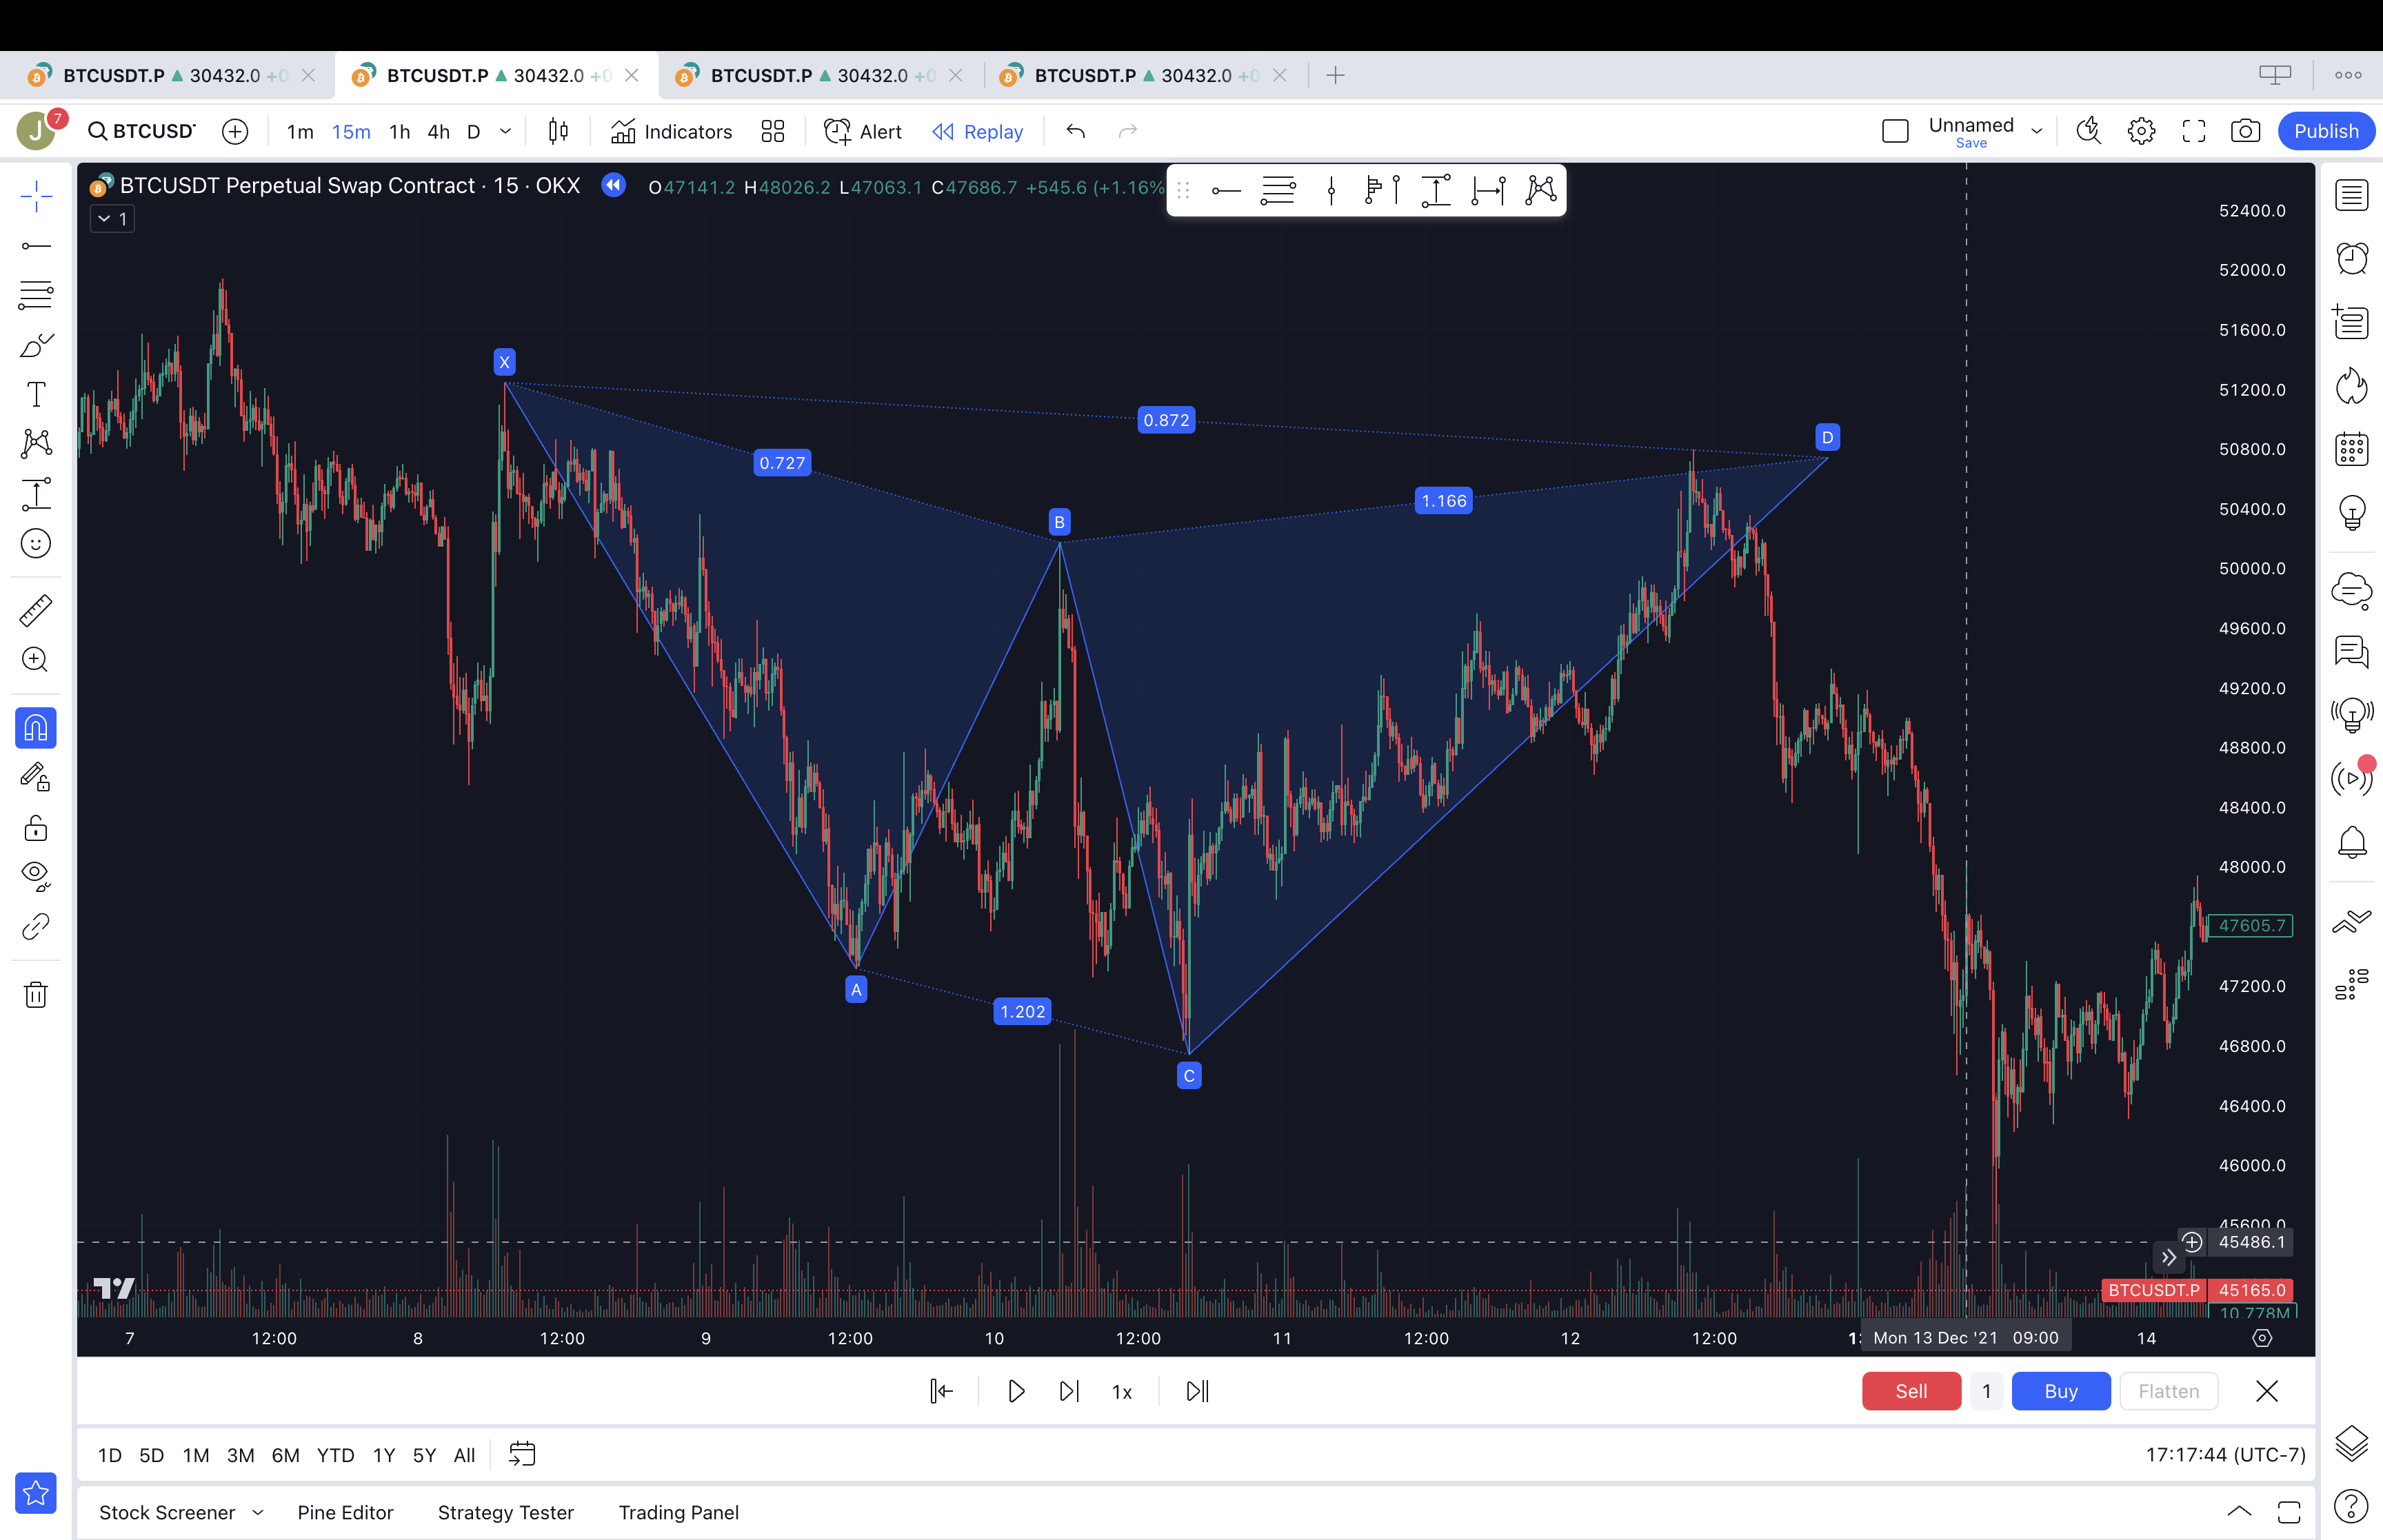 BTCUSDT.P ▲ 30432.0 +0 BTCUSDT.P ▲ 30432.0 +0 BTCUSDT.P ▲ 30432.0 +0 BTCUSDT.P ▲ 30432.0 +0
J 7 BTCUSD 1m 15m 1h 4h D Indicators Alert Replay Unnamed Save Publish
BTCUSDT Perpetual Swap Contract · 15 · OKX O47141.2 H48026.2 L47063.1 C47686.7 +545.6 (+1.16%
1
52400.0
52000.0
51600.0
X
51200.0
0.872
D
50800.0
0.727
1.166
50400.0
B
50000.0
49600.0
49200.0
48800.0
48400.0
48000.0
47605.7
A
47200.0
1.202
46800.0
C
46400.0
46000.0
45600.0
45486.1
BTCUSDT.P 45165.0
10.778M
7 12:00 8 12:00 9 12:00 10 12:00 11 12:00 12 12:00 Mon 13 Dec '21 09:00 14
1x Sell 1 Buy Flatten
1D 5D 1M 3M 6M YTD 1Y 5Y All 17:17:44 (UTC-7)
Stock Screener Pine Editor Strategy Tester Trading Panel